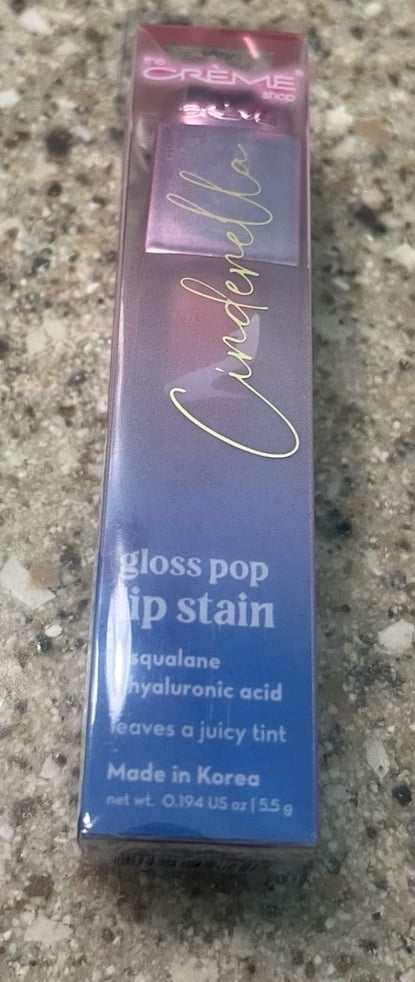 the
CRÈME
shop
CRÈME
Cinderella
gloss pop
lip stain
squalane
hyaluronic acid
leaves a juicy tint
Made in Korea
net wt. 0.194 US oz | 5.5 g